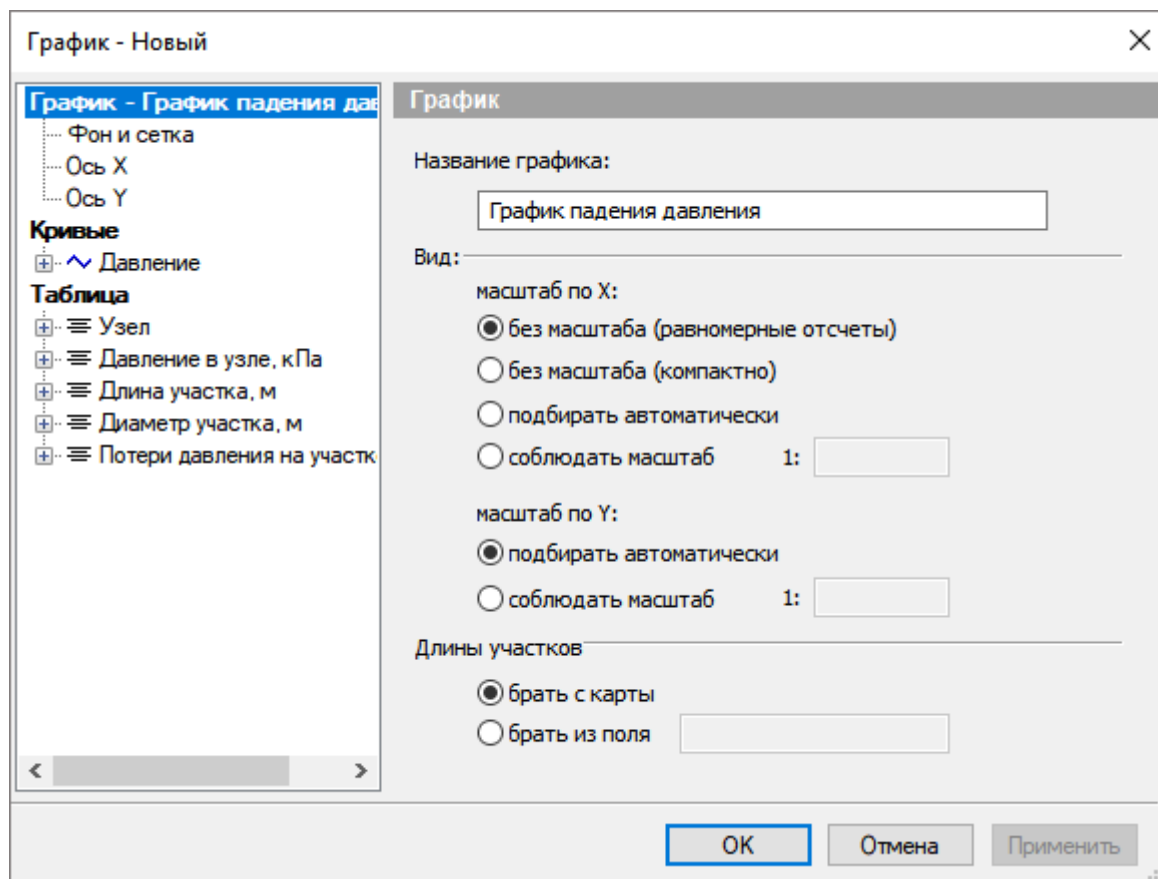 График - Новый
График - График падения дав
Фон и сетка
Ось X
Ось Y
Кривые
Давление
Таблица
Узел
Давление в узле, кПа
Длина участка, м
Диаметр участка, м
Потери давления на участк
График
Название графика:
График падения давления
Вид:
масштаб по X:
без масштаба (равномерные отсчеты)
без масштаба (компактно)
подбирать автоматически
соблюдать масштаб 1:
масштаб по Y:
подбирать автоматически
соблюдать масштаб 1:
Длины участков
брать с карты
брать из поля
OK Отмена Применить